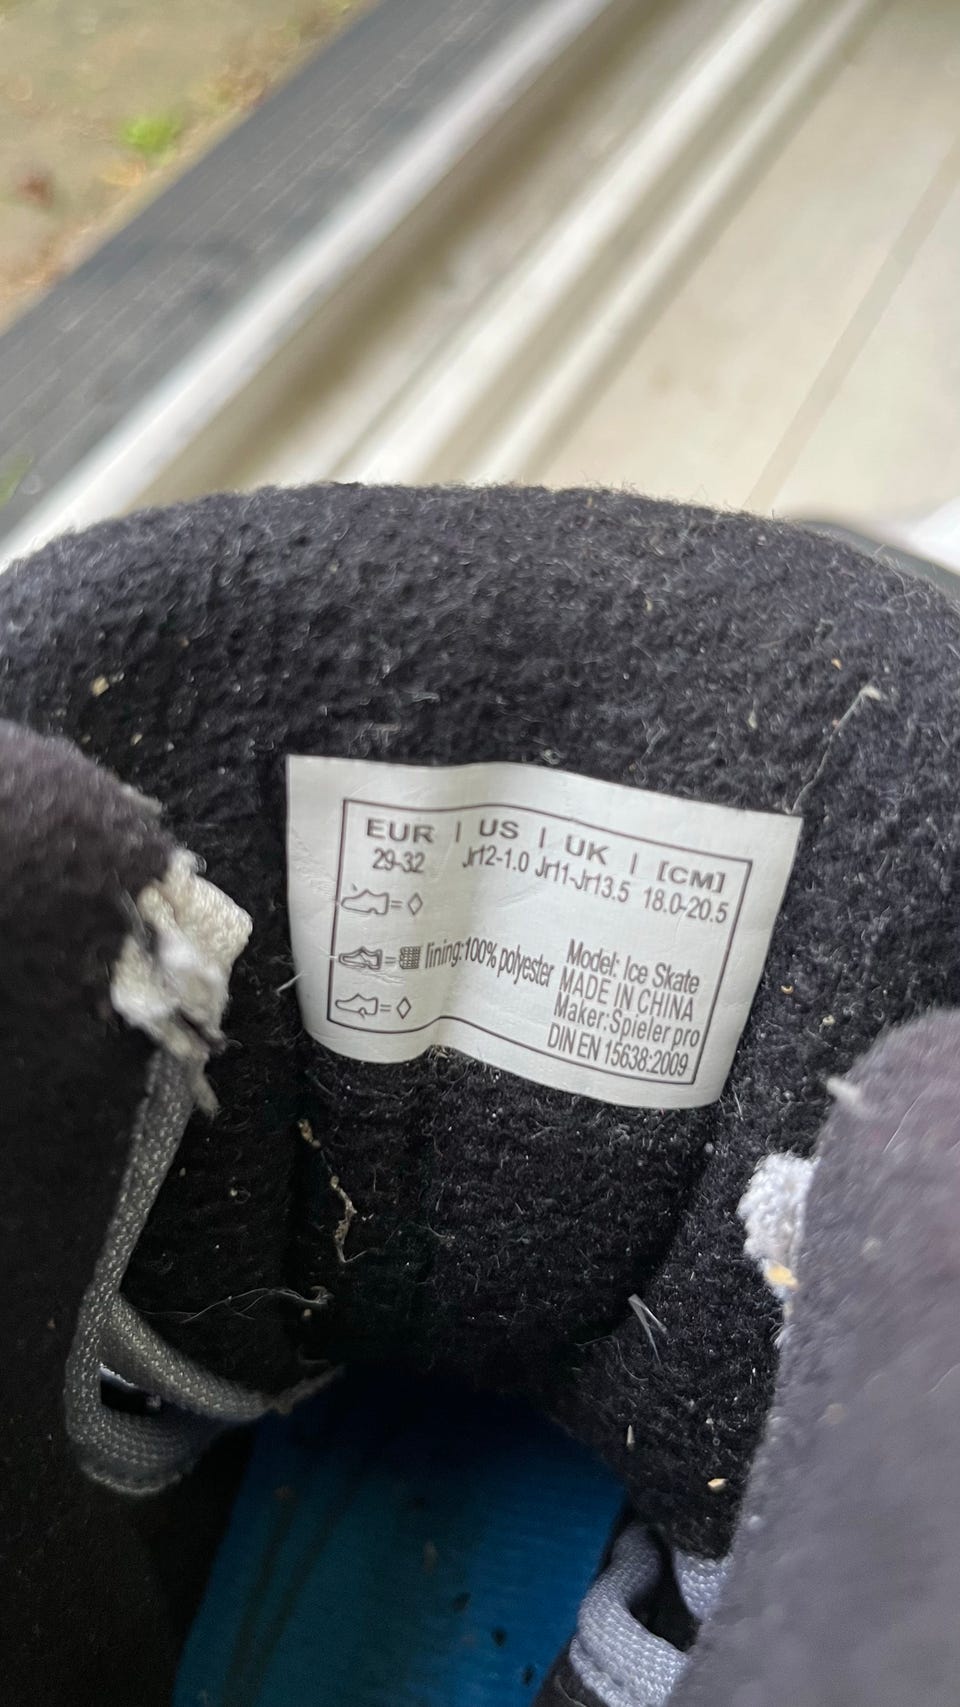 EUR | US | UK | [CM]
29-32 Jr12-1.0 Jr11-Jr13.5 18.0-20.5
=
= lining:100% polyester
=
Model: Ice Skate
MADE IN CHINA
Maker:Spieler pro
DIN EN 15638:2009